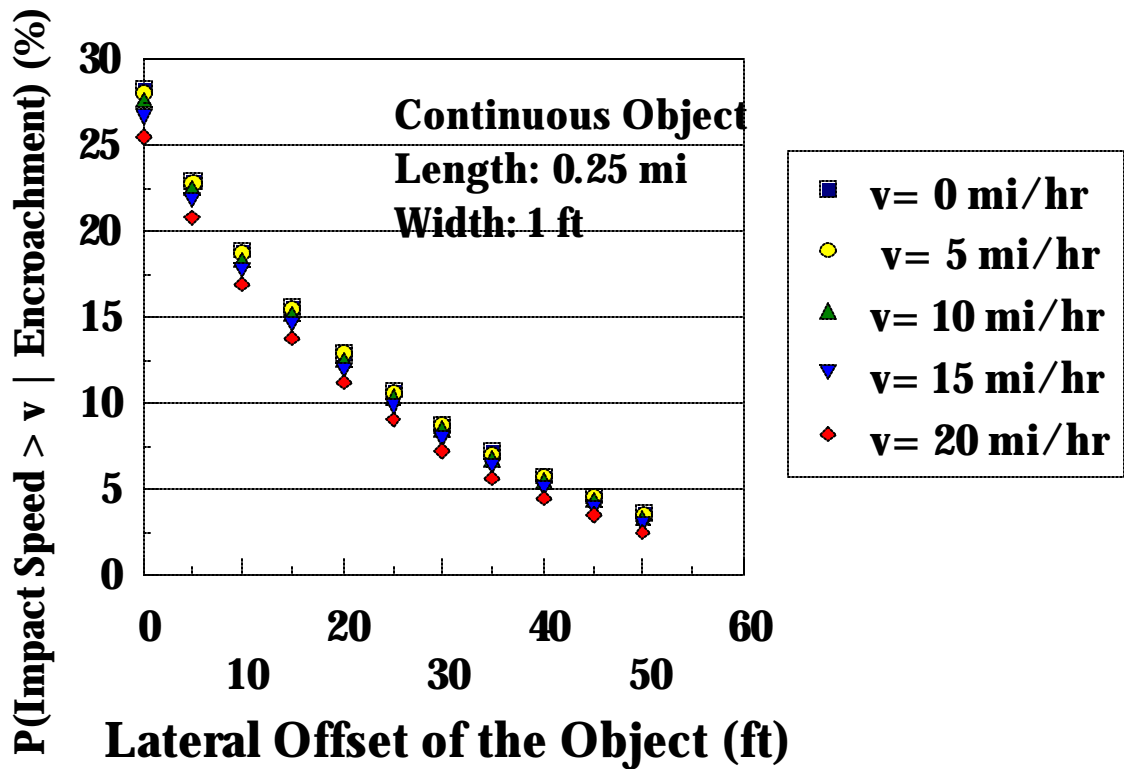 P(Impact Speed > v | Encroachment) (%)
30
25
20
15
10
5
0
Continuous Object
Length: 0.25 mi
Width: 1 ft
v= 0 mi/hr
v= 5 mi/hr
v= 10 mi/hr
v= 15 mi/hr
v= 20 mi/hr
0 20 40 60
10 30 50
Lateral Offset of the Object (ft)